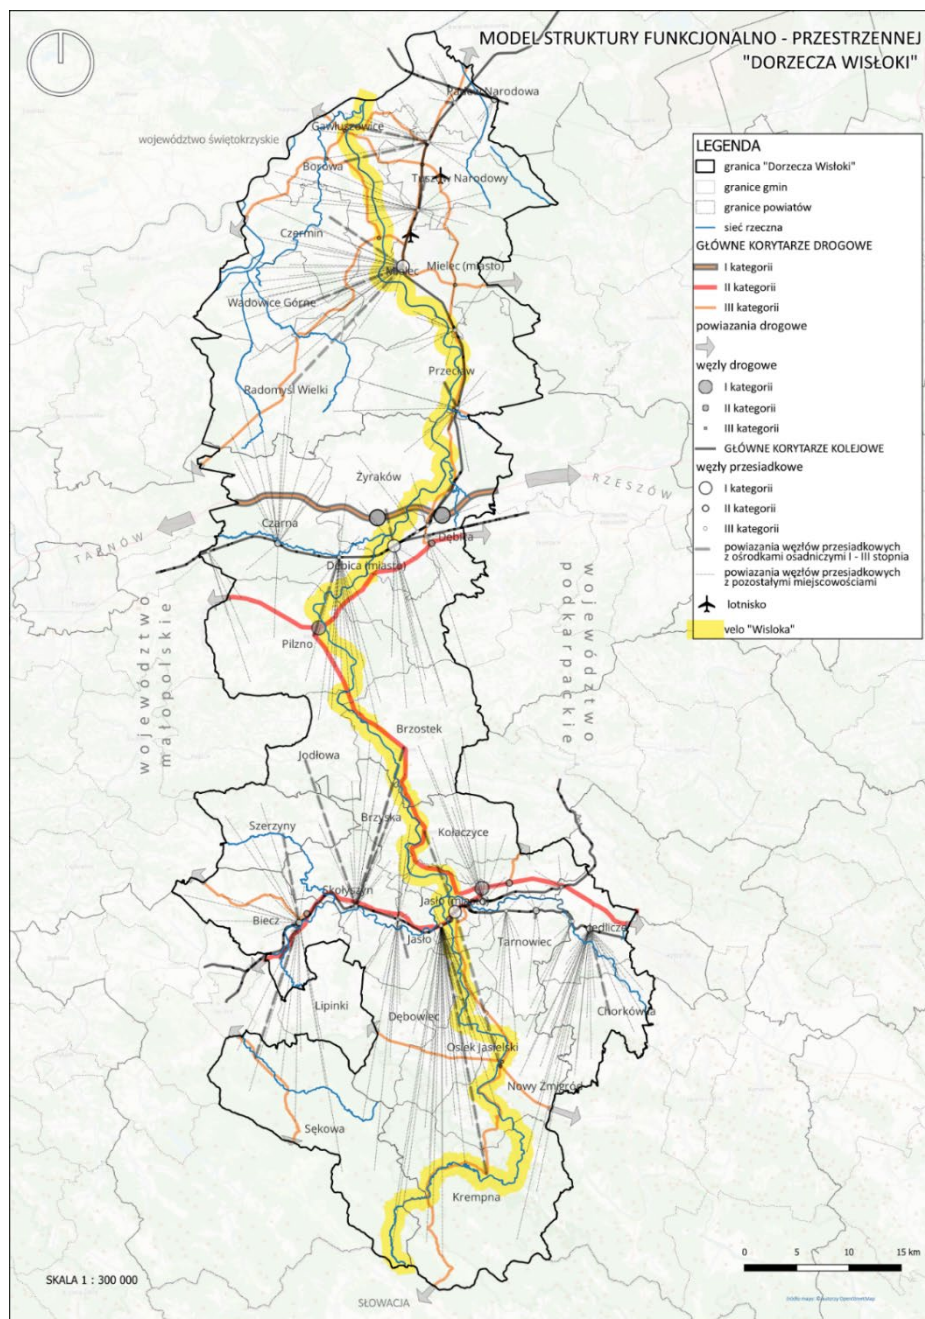 MODEL STRUKTURY FUNKCJONALNO - PRZESTRZENNEJ
"DORZECZA WISŁOKI"
Narodowa
województwo świętokrzyskie
Gawłuszowice
Borowa
Tuszów Narodowy
Czermin
Mielec (miasto)
Mielec
Wadowice Górne
Przecław
Radomyśl Wielki
Żyraków
RZESZÓW
Czarna
TARNÓW
Dębica
Dębica (miasto)
województwo
małopolskie
województwo
podkarpackie
Pilzno
Brzostek
Jodłowa
Brzyska
Szerzyny
Kołaczyce
Skołyszyn
Jasło (miasto)
Biecz
Jasło
Tarnowiec
Jedlicze
Lipinki
Dębowiec
Chorkówka
Osiek Jasielski
Nowy Żmigród
Sękowa
Krempna
SŁOWACJA
SKALA 1 : 300 000
0 5 10 15 km
LEGENDA
granica "Dorzecza Wisłoki"
granice gmin
granice powiatów
sieć rzeczna
GŁÓWNE KORYTARZE DROGOWE
I kategorii
II kategorii
III kategorii
powiazania drogowe
węzły drogowe
I kategorii
II kategorii
III kategorii
GŁÓWNE KORYTARZE KOLEJOWE
węzły przesiadkowe
I kategorii
II kategorii
III kategorii
powiazania węzłów przesiadkowych
z ośrodkami osadniczymi I - III stopnia
powiazania węzłów przesiadkowych
z pozostałymi miejscowościami
lotnisko
velo "Wisloka"